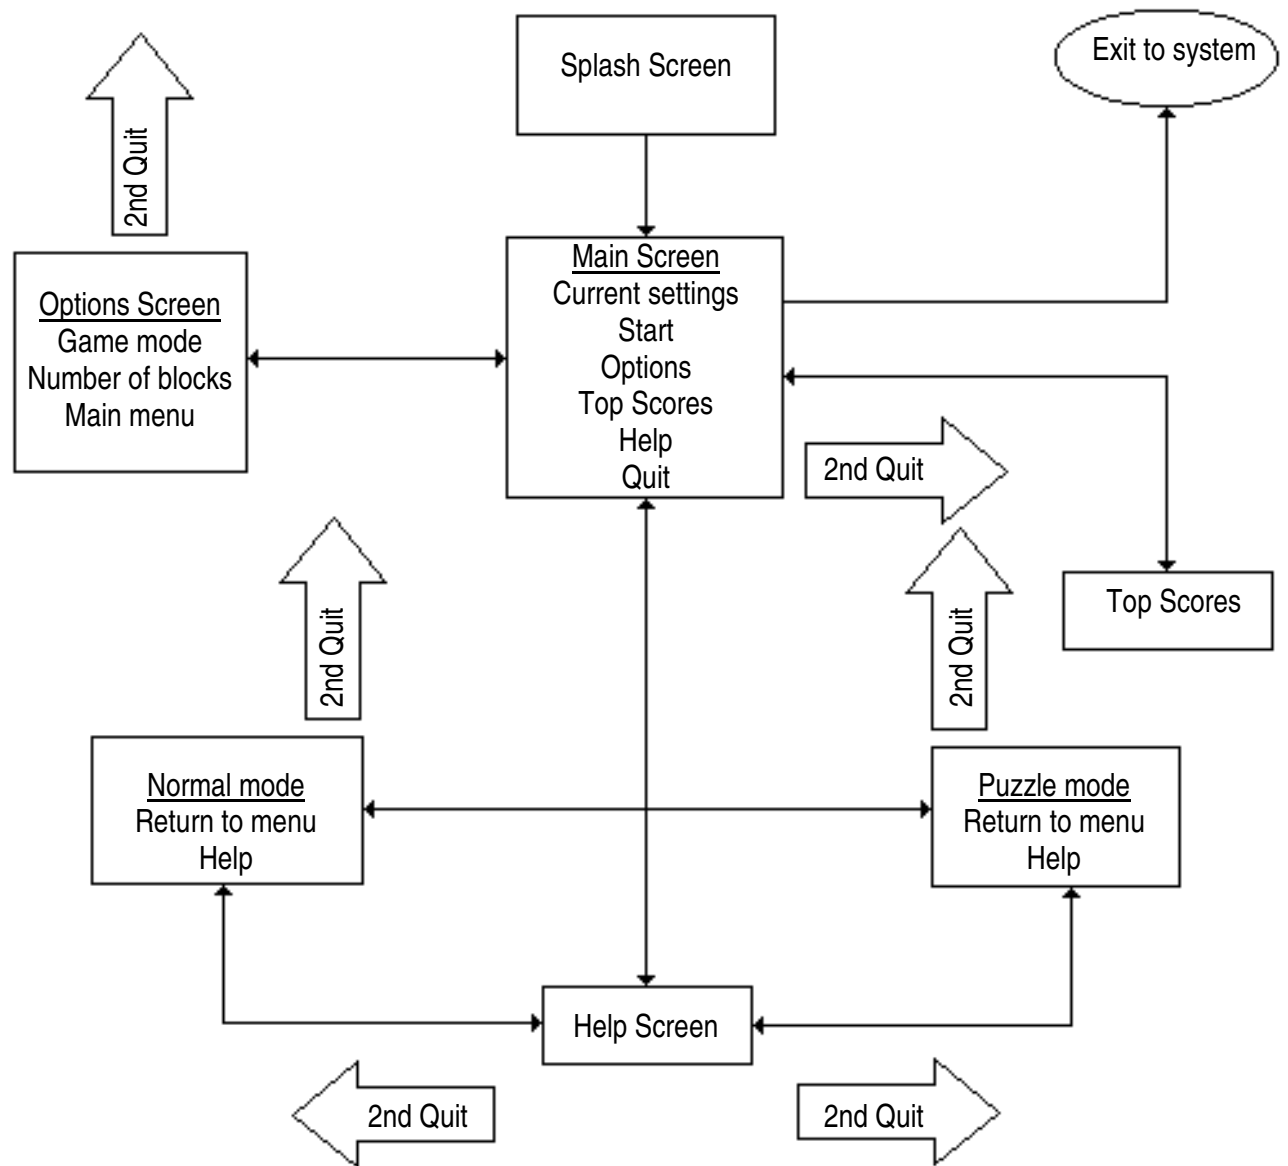 Splash Screen
Exit to system
2nd Quit
Options Screen
Game mode
Number of blocks
Main menu
Main Screen
Current settings
Start
Options
Top Scores
Help
Quit
2nd Quit
Top Scores
2nd Quit
2nd Quit
Normal mode
Return to menu
Help
Puzzle mode
Return to menu
Help
Help Screen
2nd Quit
2nd Quit